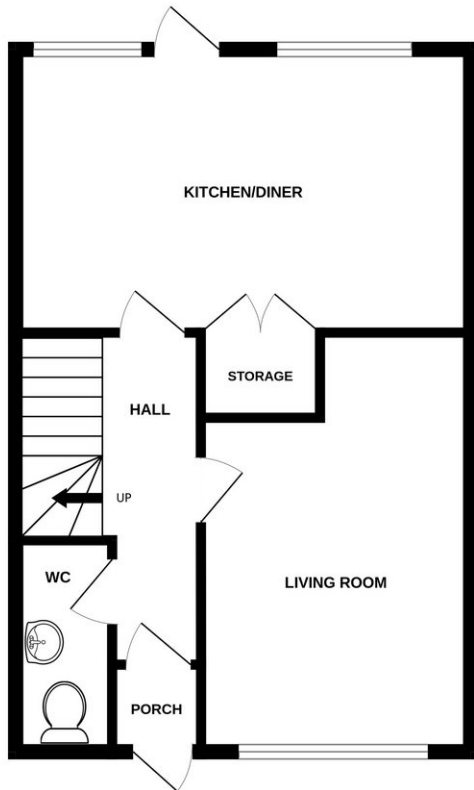 KITCHEN/DINER
STORAGE
HALL
UP
WC
LIVING ROOM
PORCH